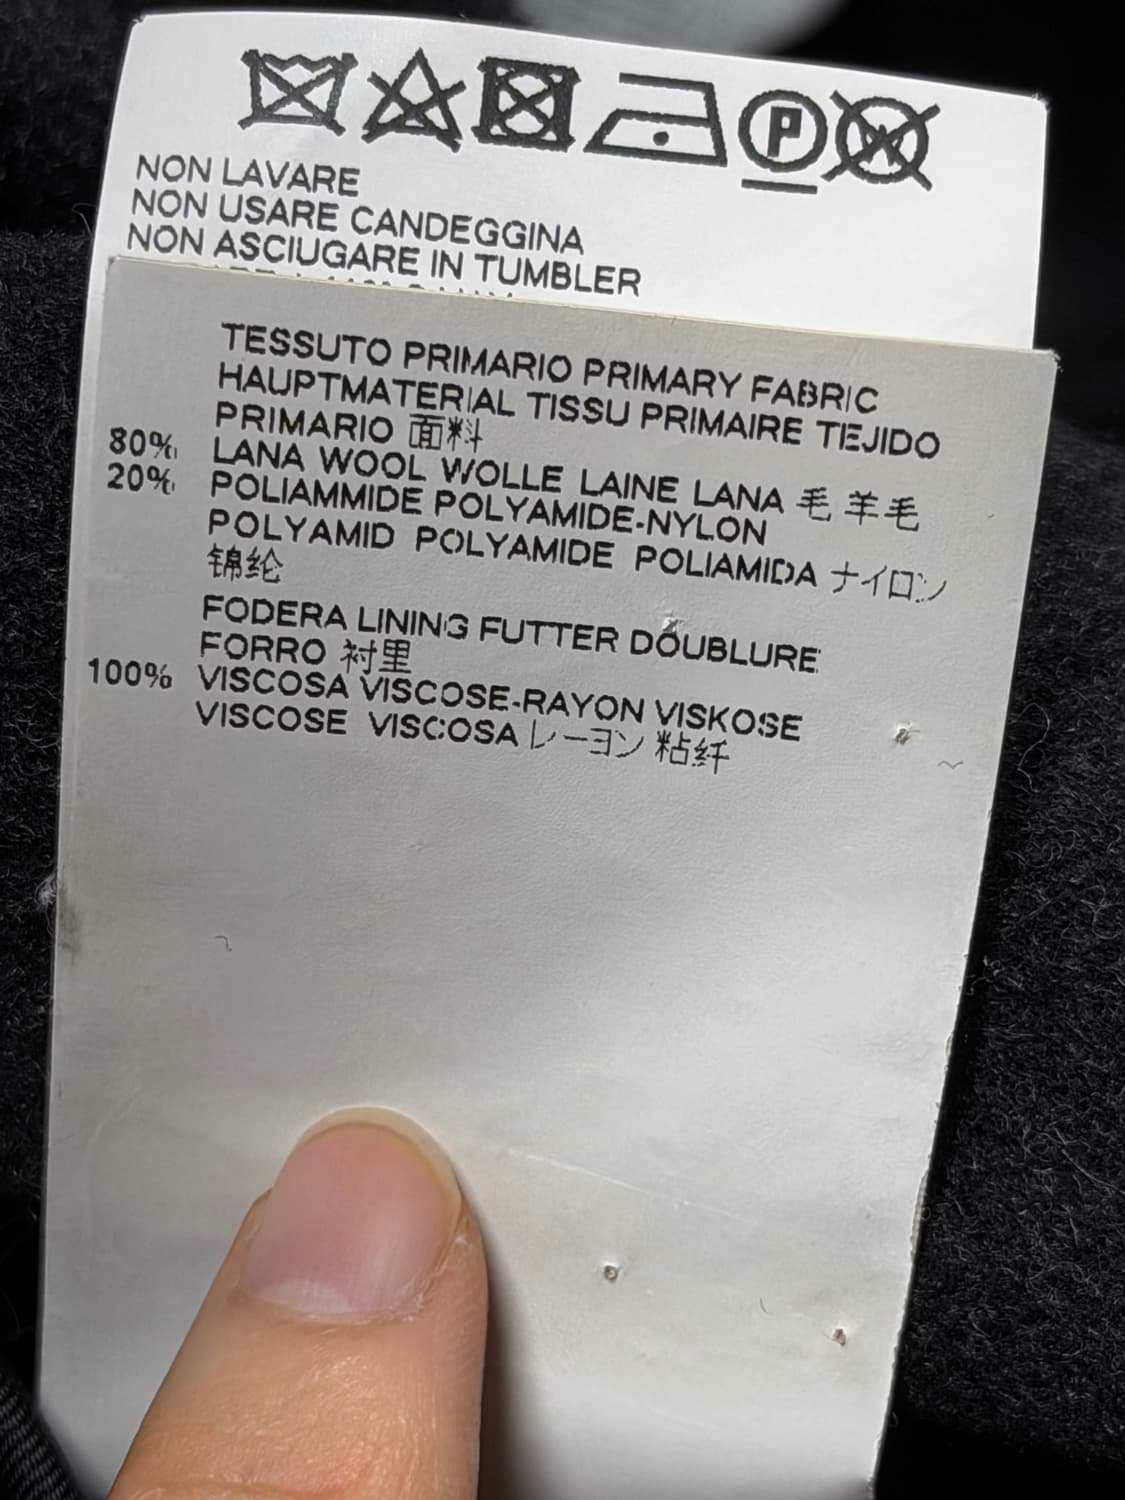 P
W
NON LAVARE
NON USARE CANDEGGINA
NON ASCIUGARE IN TUMBLER
TESSUTO PRIMARIO PRIMARY FABRIC
HAUPTMATERIAL TISSU PRIMAIRE TEJIDO
PRIMARIO 面料
80% LANA WOOL WOLLE LAINE LANA 毛 羊毛
20% POLIAMMIDE POLYAMIDE-NYLON
POLYAMID POLYAMIDE POLIAMIDA ナイロン
锦纶
FODERA LINING FUTTER DOUBLURE
FORRO 衬里
100% VISCOSA VISCOSE-RAYON VISKOSE
VISCOSE VISCOSA レーヨン 粘纤